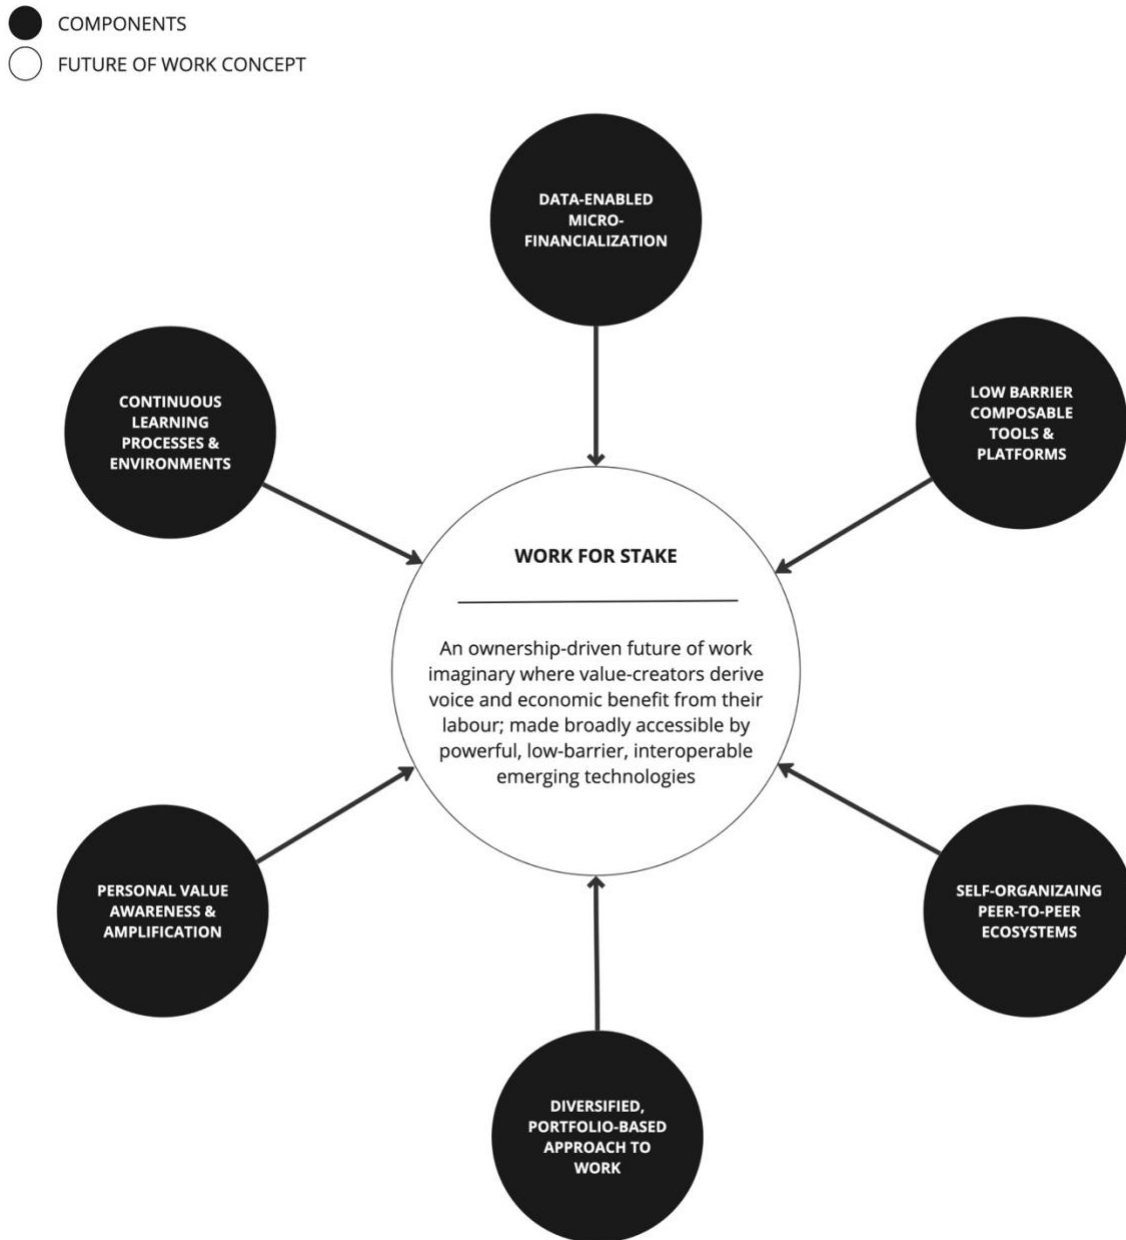 COMPONENTS
FUTURE OF WORK CONCEPT
DATA-ENABLED
MICRO-
FINANCIALIZATION
CONTINUOUS
LEARNING
PROCESSES &
ENVIRONMENTS
LOW BARRIER
COMPOSABLE
TOOLS &
PLATFORMS
WORK FOR STAKE
An ownership-driven future of work
imaginary where value-creators derive
voice and economic benefit from their
labour; made broadly accessible by
powerful, low-barrier, interoperable
emerging technologies
PERSONAL VALUE
AWARENESS &
AMPLIFICATION
SELF-ORGANIZAING
PEER-TO-PEER
ECOSYSTEMS
DIVERSIFIED,
PORTFOLIO-BASED
APPROACH TO
WORK